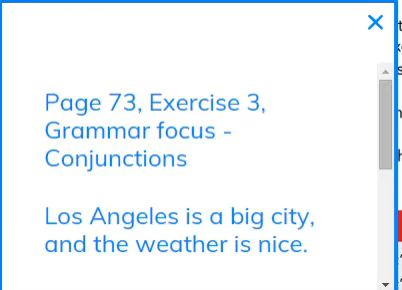 Page 73, Exercise 3,
Grammar focus -
Conjunctions
Los Angeles is a big city,
and the weather is nice.